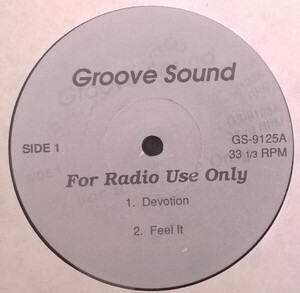 Groove Sound
SIDE 1
GS-9125A
33 1/3 RPM
For Radio Use Only
1. Devotion
2. Feel It